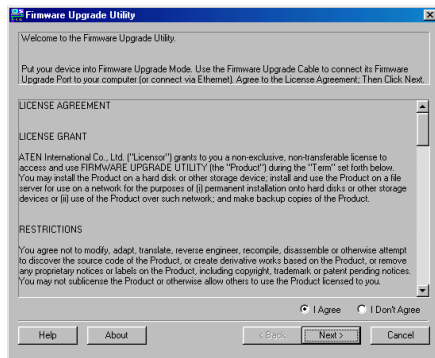 Firmware Upgrade Utility
Welcome to the Firmware Upgrade Utility.
Put your device into Firmware Upgrade Mode. Use the Firmware Upgrade Cable to connect its Firmware
Upgrade Port to your computer (or connect via Ethernet). Agree to the License Agreement; Then Click Next.
LICENSE AGREEMENT
LICENSE GRANT
ATEN International Co., Ltd. ("Licensor") grants to you a non-exclusive, non-transferable license to
access and use FIRMWARE UPGRADE UTILITY (the "Product") during the "Term" set forth below.
You may install the Product on a hard disk or other storage device; install and use the Product on a file
server for use on a network for the purposes of (i) permanent installation onto hard disks or other storage
devices or (ii) use of the Product over such network; and make backup copies of the Product.
RESTRICTIONS
You agree not to modify, adapt, translate, reverse engineer, recompile, disassemble or otherwise attempt
to discover the source code of the Product, or create derivative works based on the Product, or remove
any proprietary notices or labels on the Product, including copyright, trademark or patent pending notices.
You may not sublicense the Product or otherwise allow others to use the Product licensed to you.
I Agree I Don't Agree
Help About < Back Next > Cancel